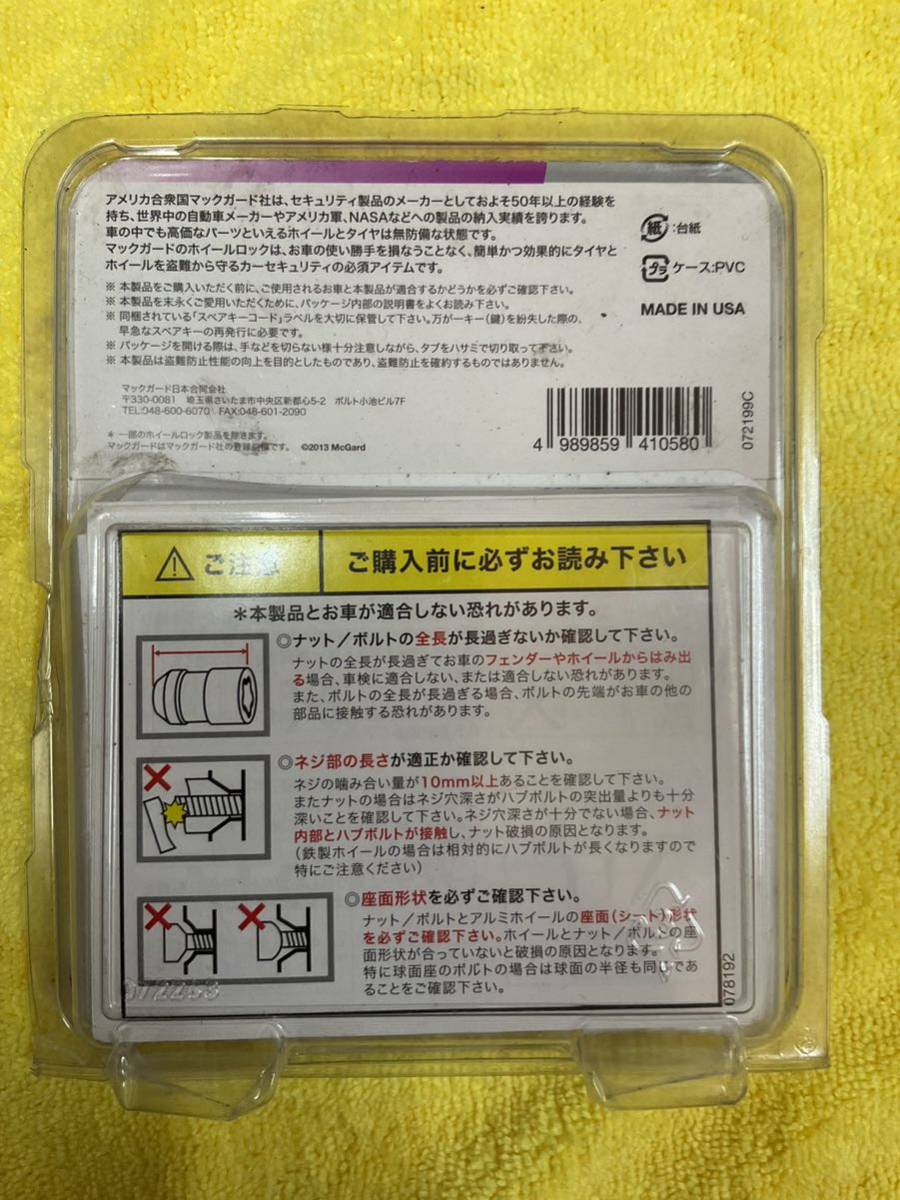 アメリカ合衆国マックガード社は、セキュリティ製品のメーカーとしておよそ50年以上の経験を
持ち、世界中の自動車メーカーやアメリカ軍、NASAなどへの製品の納入実績を誇ります。
車の中でも高価なパーツといえるホイールとタイヤは無防備な状態です。
マックガードのホイールロックは、お車の使い勝手を損なうことなく、簡単かつ効果的にタイヤと
ホイールを盗難から守るカーセキュリティの必須アイテムです。
※ 本製品をご購入いただく前に、ご使用されるお車と本製品が適合するかどうかを必ずご確認下さい。
※ 本製品を末永くご愛用いただくために、パッケージ内部の説明書をよくお読み下さい。
※ 同梱されている「スペアキーコード」ラベルを大切に保管して下さい。万が一キー(鍵)を紛失した際の、
早急なスペアキーの再発行に必要です。
※ パッケージを開ける際は、手などを切らない様十分注意しながら、タブをハサミで切り取って下さい。
※ 本製品は盗難防止性能の向上を目的としたものであり、盗難防止を確約するものではありません。
紙:台紙
プラ ケース:PVC
MADE IN USA
マックガード日本合同会社
〒330-0081 埼玉県さいたま市中央区新都心5-2 ポルト小池ビル7F
TEL:048-600-6070 FAX:048-601-2090
* 一部のホイールロック製品を除きます。
マックガードはマックガード社の登録商標です。 ©2013 McGard
4 989859 410580
072199C
⚠ ご注意
ご購入前に必ずお読み下さい
*本製品とお車が適合しない恐れがあります。
◎ナット/ボルトの全長が長過ぎないか確認して下さい。
ナットの全長が長過ぎてお車のフェンダーやホイールからはみ出
る場合、車検に適合しない、または適合しない恐れがあります。
また、ボルトの全長が長過ぎる場合、ボルトの先端がお車の他の
部品に接触する恐れがあります。
◎ネジ部の長さが適正か確認して下さい。
ネジの噛み合い量が10mm以上あることを確認して下さい。
またナットの場合はネジ穴深さがハブボルトの突出量よりも十分
深いことを確認して下さい。ネジ穴深さが十分でない場合、ナット
内部とハブボルトが接触し、ナット破損の原因となります。
(鉄製ホイールの場合は相対的にハブボルトが長くなりますので
特にご注意ください)
◎座面形状を必ずご確認下さい。
ナット/ボルトとアルミホイールの座面(シート)形状
を必ずご確認下さい。ホイールとナット/ボルトの座
面形状が合っていないと破損の原因となります。
特に球面座のボルトの場合は球面の半径も同じであ
ることをご確認下さい。
078192